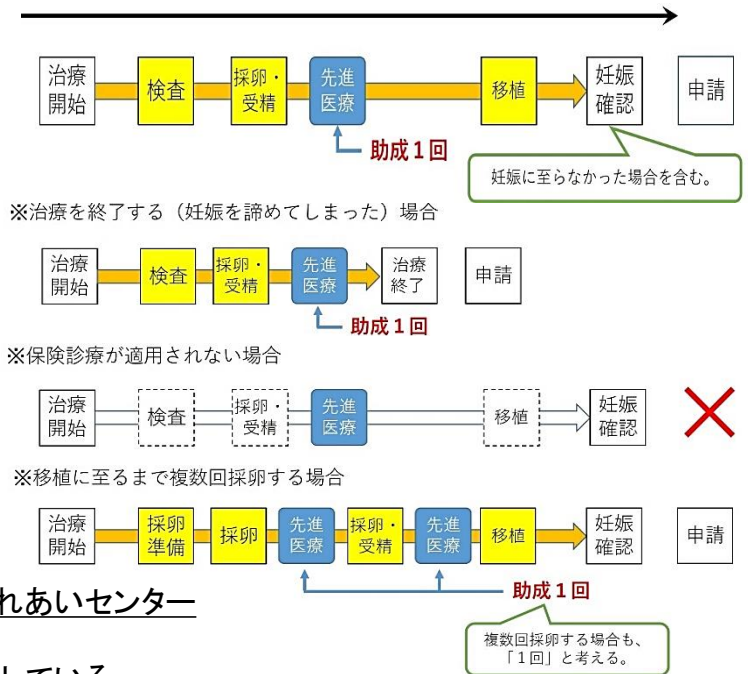 治療
開始
検査
採卵・
受精
先進
医療
移植
妊娠
確認
申請
助成1回
妊娠に至らなかった場合を含む。
※治療を終了する（妊娠を諦めてしまった）場合
治療
開始
検査
採卵・
受精
先進
医療
治療
終了
申請
助成1回
※保険診療が適用されない場合
治療
開始
検査
採卵・
受精
先進
医療
移植
妊娠
確認
※移植に至るまで複数回採卵する場合
治療
開始
採卵
準備
採卵
先進
医療
採卵・
受精
先進
医療
移植
妊娠
確認
申請
れあいセンター
助成1回
複数回採卵する場合も、
「1回」と考える。
している